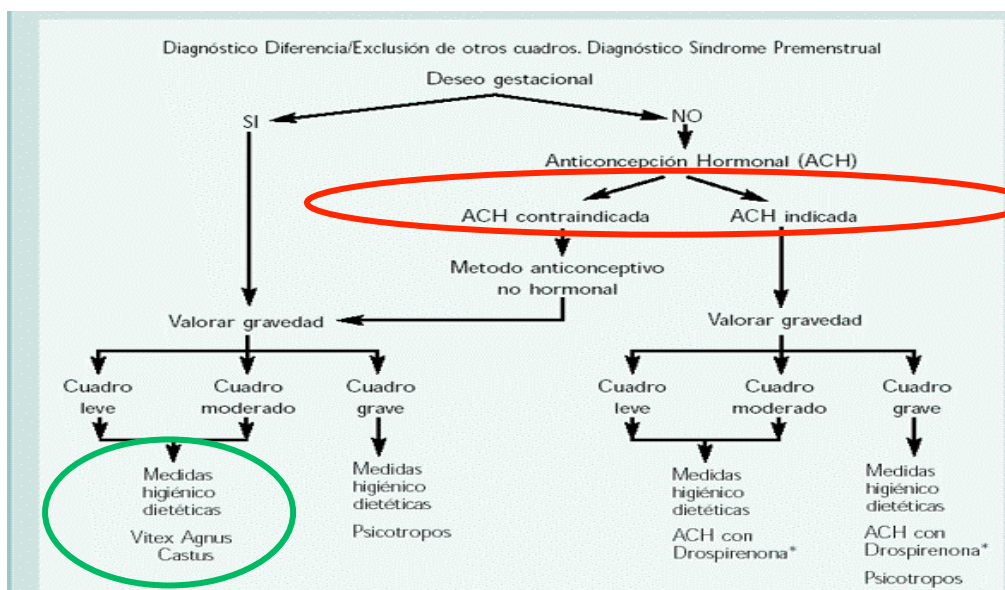 Diagnóstico Diferencia/Exclusión de otros cuadros. Diagnóstico Síndrome Premenstrual
Deseo gestacional
SI
NO
Anticoncepción Hormonal (ACH)
ACH contraindicada
ACH indicada
Metodo anticonceptivo
no hormonal
Valorar gravedad
Valorar gravedad
Cuadro
leve
Cuadro
moderado
Cuadro
grave
Cuadro
leve
Cuadro
moderado
Cuadro
grave
Medidas
higiénico
dietéticas
Vitex Agnus
Castus
Medidas
higiénico
dietéticas
Psicotropos
Medidas
higiénico
dietéticas
ACH con
Drospirenona*
Medidas
higiénico
dietéticas
ACH con
Drospirenona*
Psicotropos